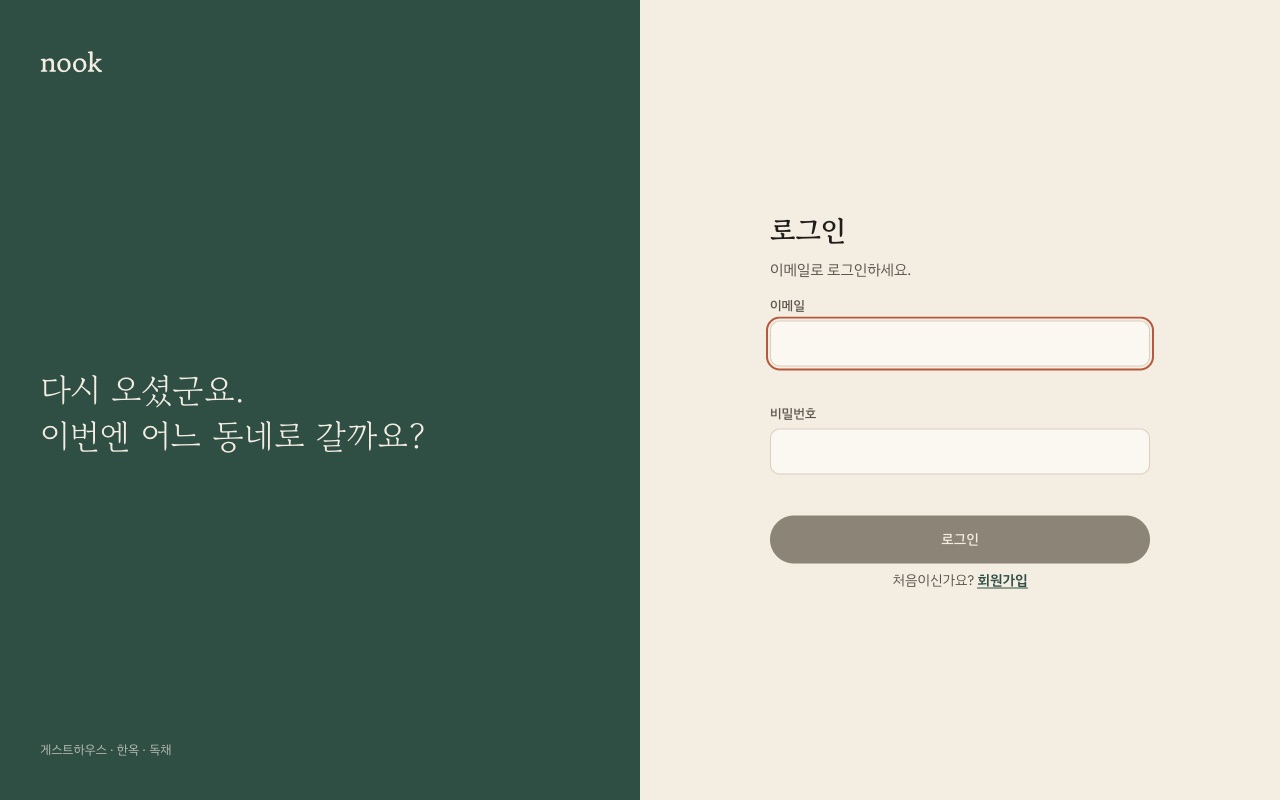 nook
다시 오셨군요.
이번엔 어느 동네로 갈까요?
게스트하우스 · 한옥 · 독채
로그인
이메일로 로그인하세요.
이메일
비밀번호
로그인
처음이신가요? 회원가입